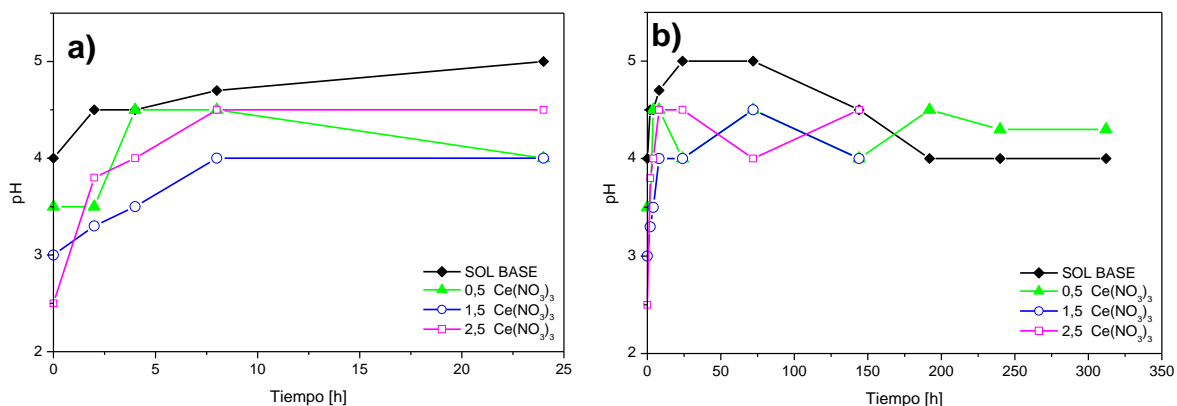 a)
5
4
3
2
pH
0
5
10
15
20
25
Tiempo [h]
SOL BASE
0,5 Ce(NO3)3
1,5 Ce(NO3)3
2,5 Ce(NO3)3
b)
5
4
3
2
pH
0
50
100
150
200
250
300
350
Tiempo [h]
SOL BASE
0,5 Ce(NO3)3
1,5 Ce(NO3)3
2,5 Ce(NO3)3